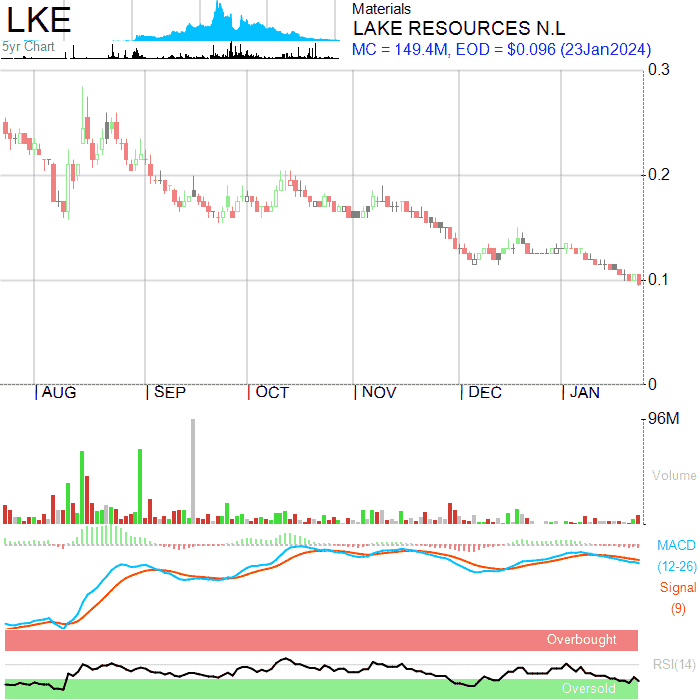 LKE
5yr Chart
Materials
LAKE RESOURCES N.L
MC = 149.4M, EOD = $0.096 (23Jan2024)
0.3
0.2
0.1
0
AUG SEP OCT NOV DEC JAN
96M
Volume
MACD
(12-26)
Signal
(9)
Overbought
RSI(14)
Oversold